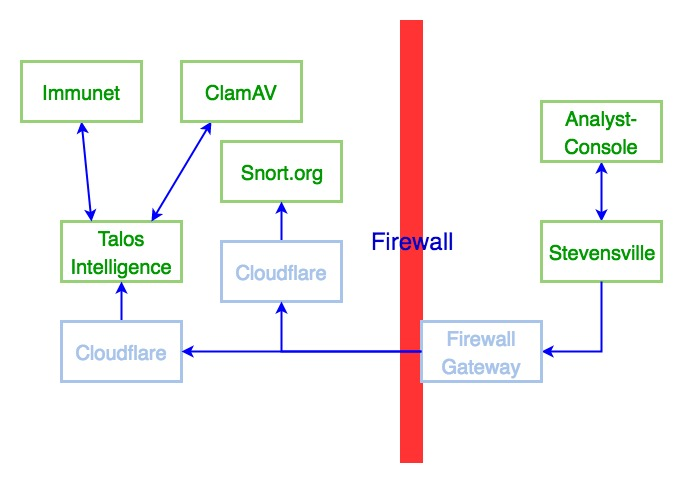 Immunet
ClamAV
Analyst-
Console
Snort.org
Talos
Intelligence
Cloudflare
Firewall
Stevensville
Cloudflare
Firewall
Gateway